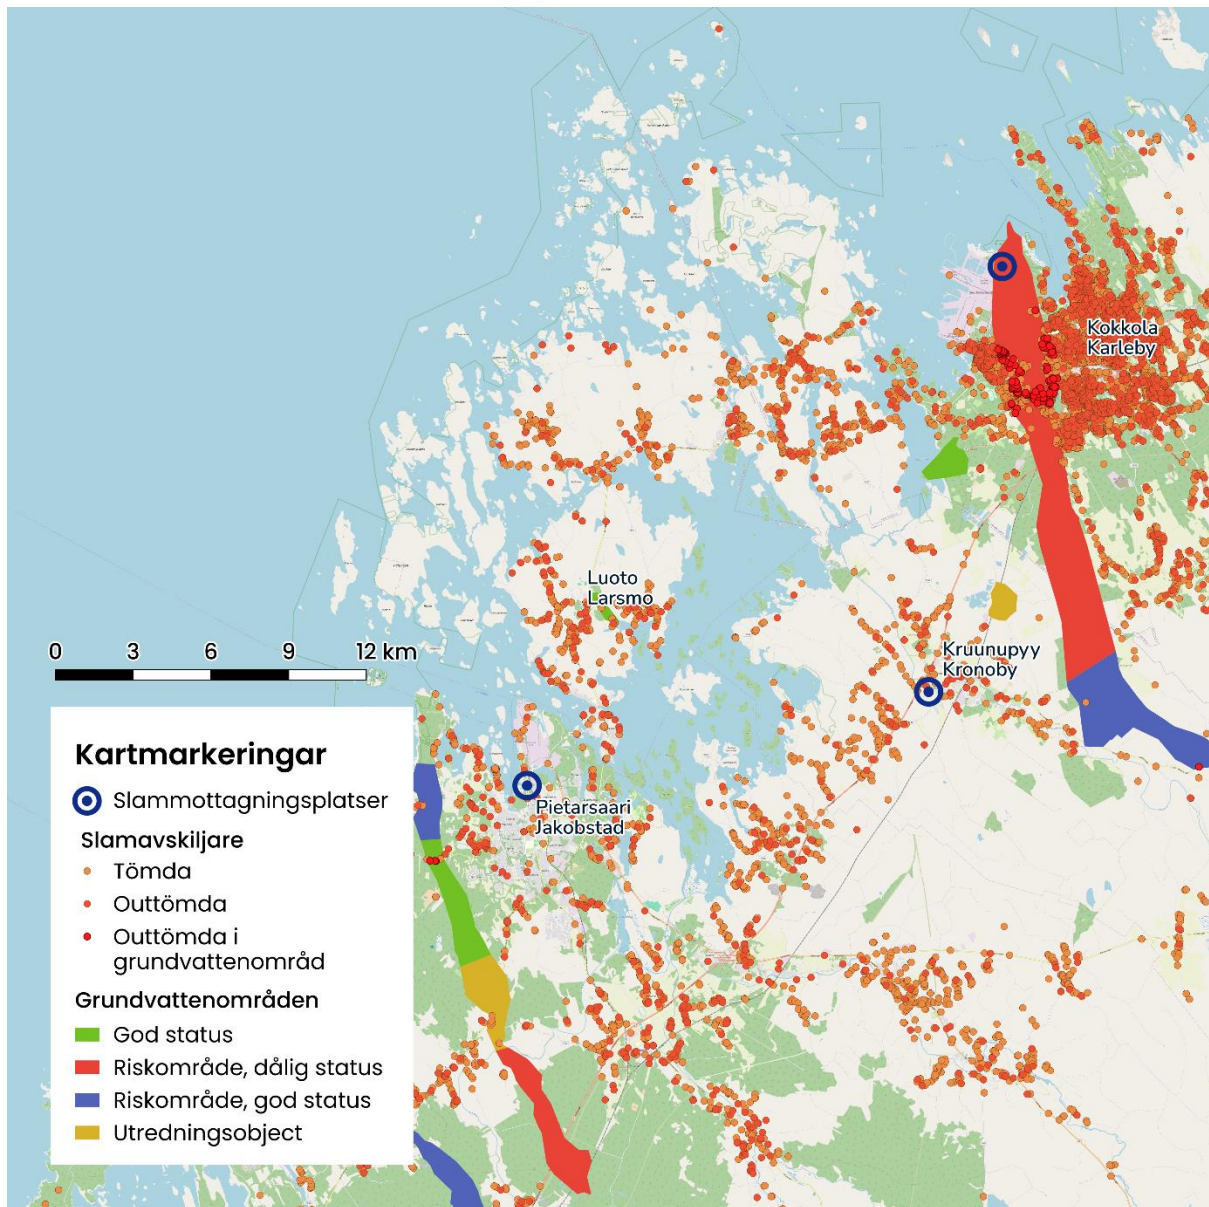 Kokkola
Karleby
Luoto
Larsmo
Kruunupyy
Kronoby
Pietarsaari
Jakobstad
0 3 6 9 12 km
Kartmarkeringar
Slammottagningsplatser
Slamavskiljare
Tömda
Outtömda
Outtömda i
grundvattenområd
Grundvattenområden
God status
Riskområde, dålig status
Riskområde, god status
Utredningsobject